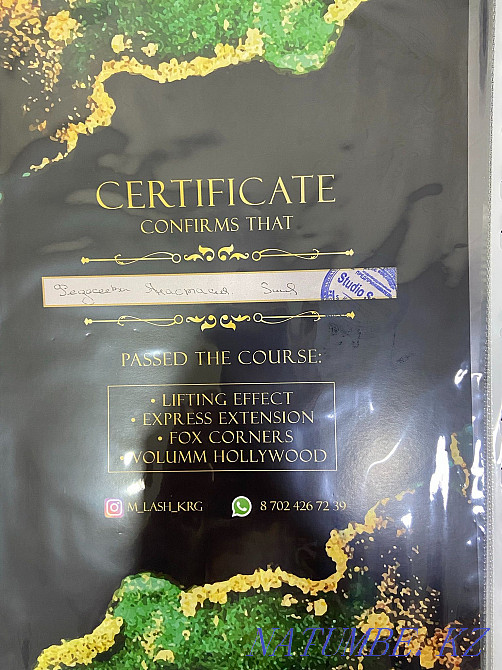 CERTIFICATE
CONFIRMS THAT
Анастасия
Studio S
PASSED THE COURSE:
• LIFTING EFFECT
• EXPRESS EXTENSION
• FOX CORNERS
• VOLUMM HOLLYWOOD
M_LASH_KRG
8 702 426 72 39
NATUMBE.KZ